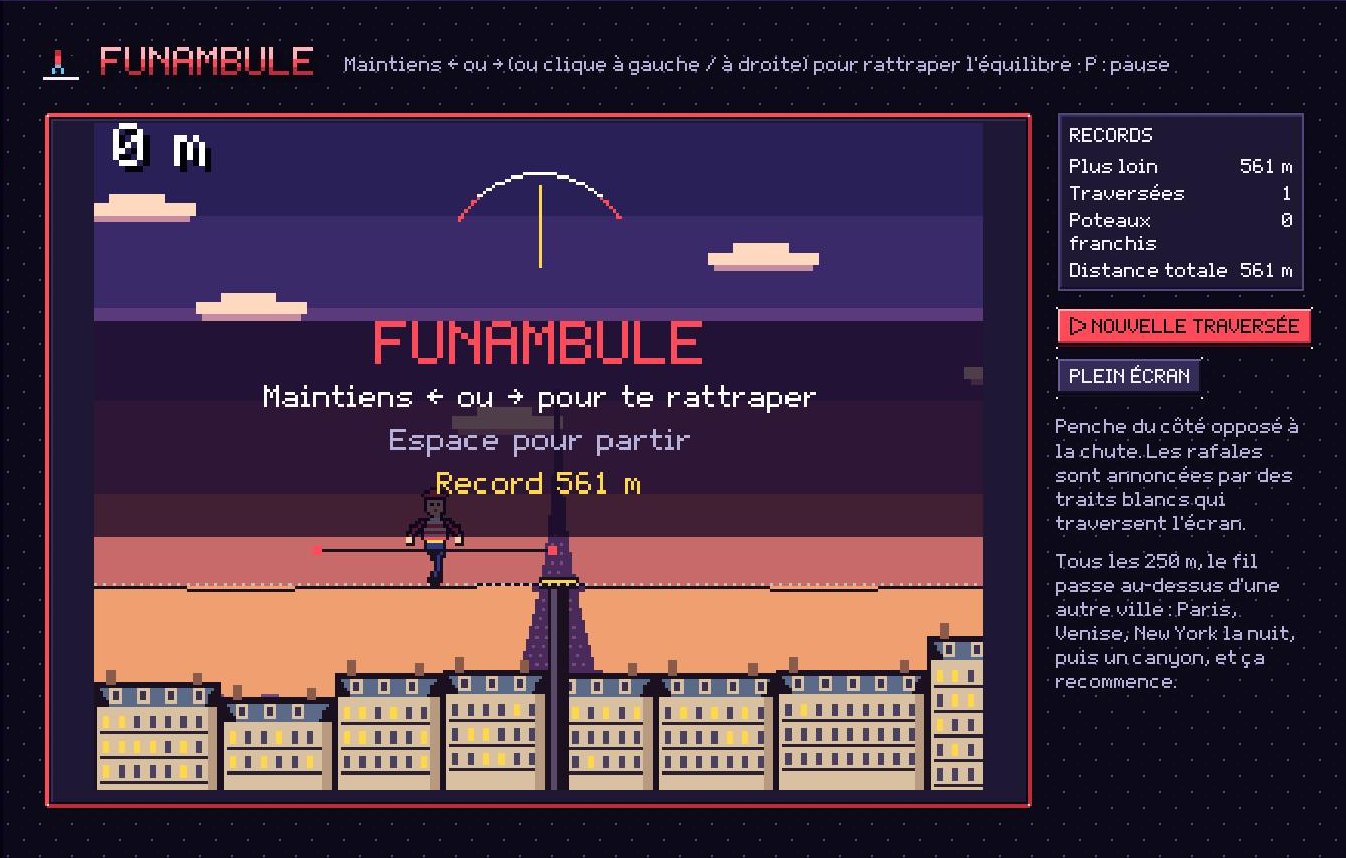 FUNAMBULE
Maintiens ← ou → (ou clique à gauche / à droite) pour rattraper l'équilibre · P : pause
0 m
FUNAMBULE
Maintiens ← ou → pour te rattraper
Espace pour partir
Record 561 m
RECORDS
Plus loin 561 m
Traversées 1
Poteaux 0
franchis
Distance totale 561 m
▷ NOUVELLE TRAVERSÉE
PLEIN ÉCRAN
Penche du côté opposé à
la chute. Les rafales
sont annoncées par des
traits blancs qui
traversent l'écran.
Tous les 250 m, le fil
passe au-dessus d'une
autre ville : Paris,
Venise, New York la nuit,
puis un canyon, et ça
recommence.